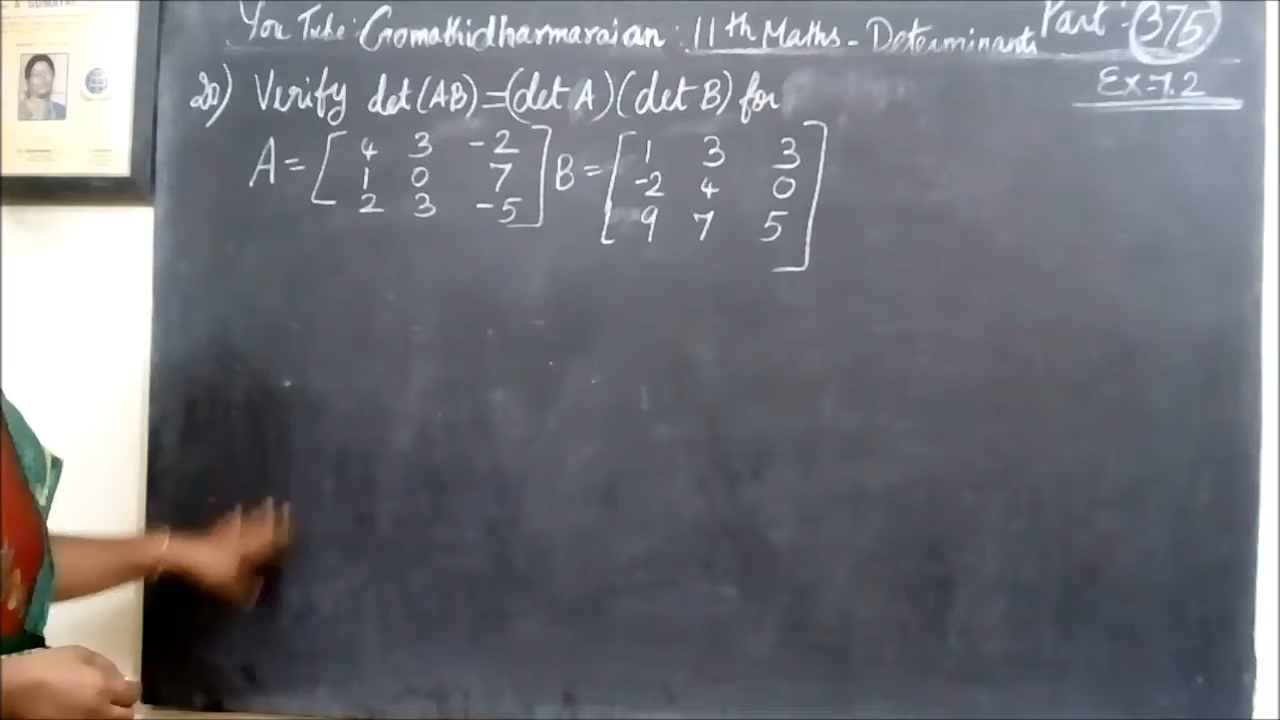 You Tube: Gomathidharmarajan: 11th Maths - Determinants Part: 375
Ex-7.2
20) Verify det(AB)=(det A)(det B) for
A = [ 4 3 -2 B = [ 1 3 3
1 0 7 -2 4 0
2 3 -5 ] 9 7 5 ]